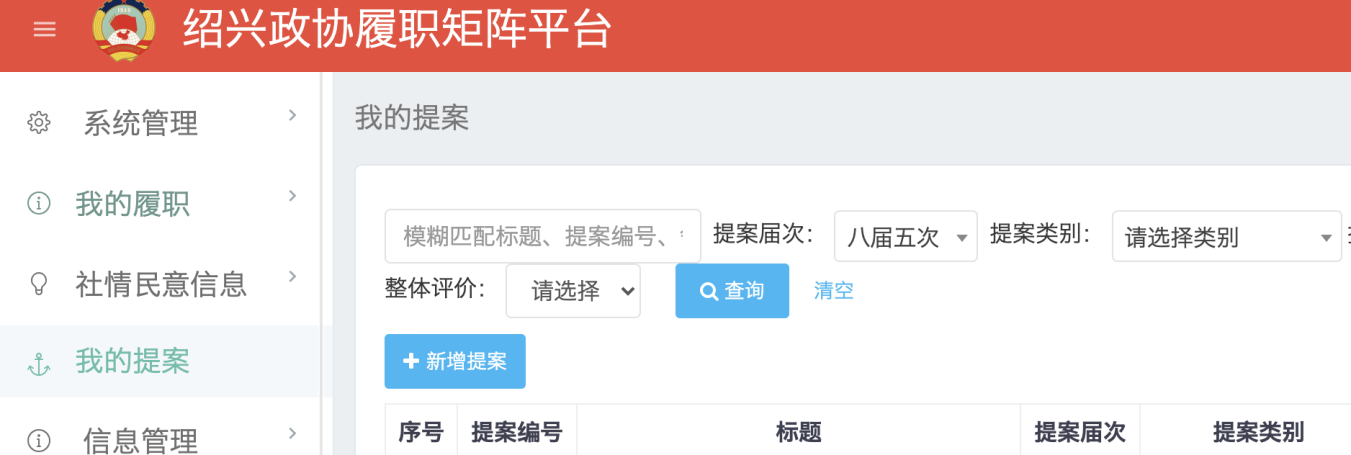 绍兴政协履职矩阵平台
系统管理
我的履职
社情民意信息
我的提案
信息管理
我的提案
模糊匹配标题、提案编号、 提案届次： 八届五次 提案类别： 请选择类别
整体评价： 请选择 查询 清空
新增提案
序号 提案编号 标题 提案届次 提案类别